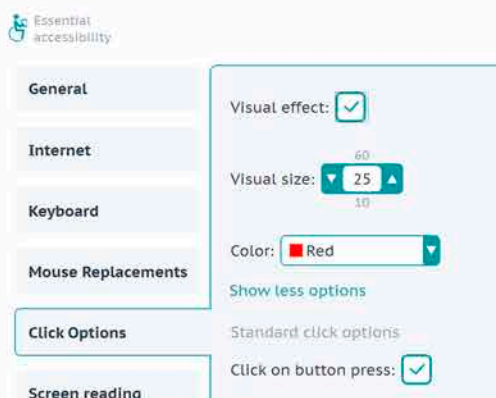 Essential
accessibility
General
Internet
Keyboard
Mouse Replacements
Click Options
Screen reading
Visual effect:
60
Visual size: 25
10
Color: Red
Show less options
Standard click options
Click on button press: